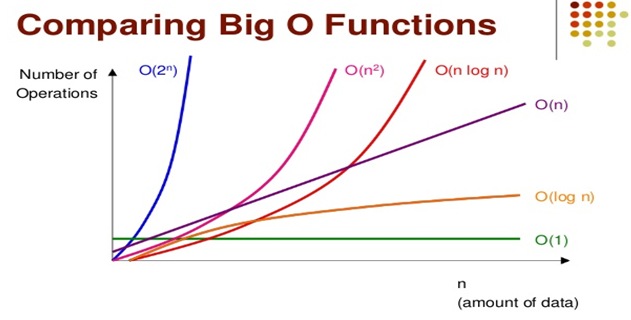 Comparing Big O Functions
Number of
Operations
O(2ⁿ)
O(n²)
O(n log n)
O(n)
O(log n)
O(1)
n
(amount of data)